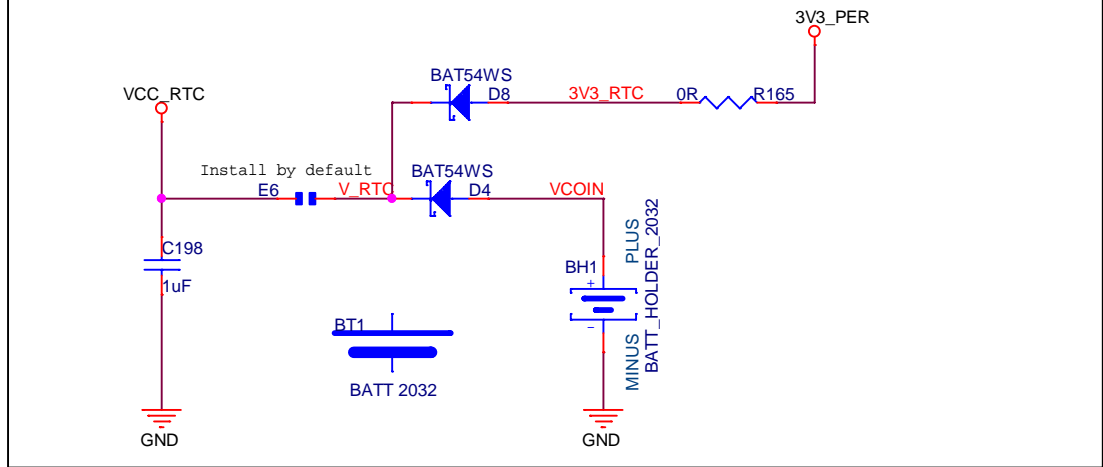 3V3_PER
BAT54WS
VCC_RTC
D8
3V3_RTC
0R
R165
Install by default
BAT54WS
E6
V_RTC
D4
VCOIN
C198
1uF
BH1
+
-
PLUS
MINUS
BATT_HOLDER_2032
BT1
BATT 2032
GND
GND